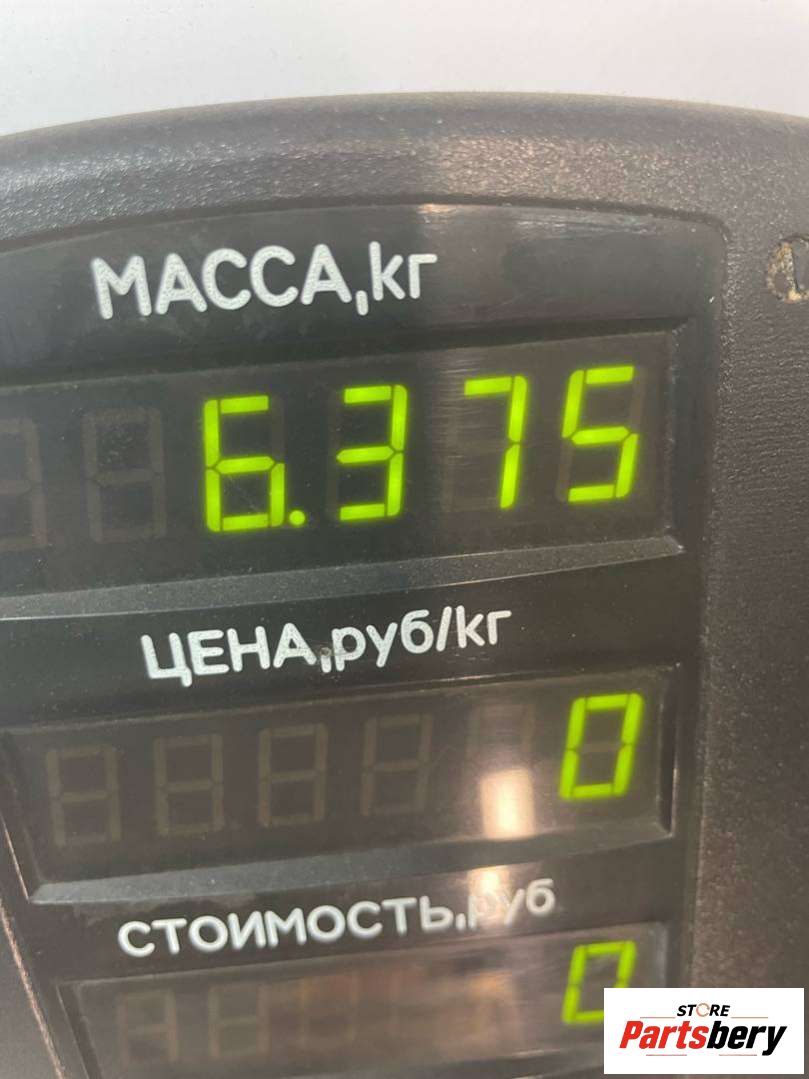 МАССА,кг
6.375
ЦЕНА,руб/кг
0
СТОИМОСТЬ,руб
0
STORE
Partsbery